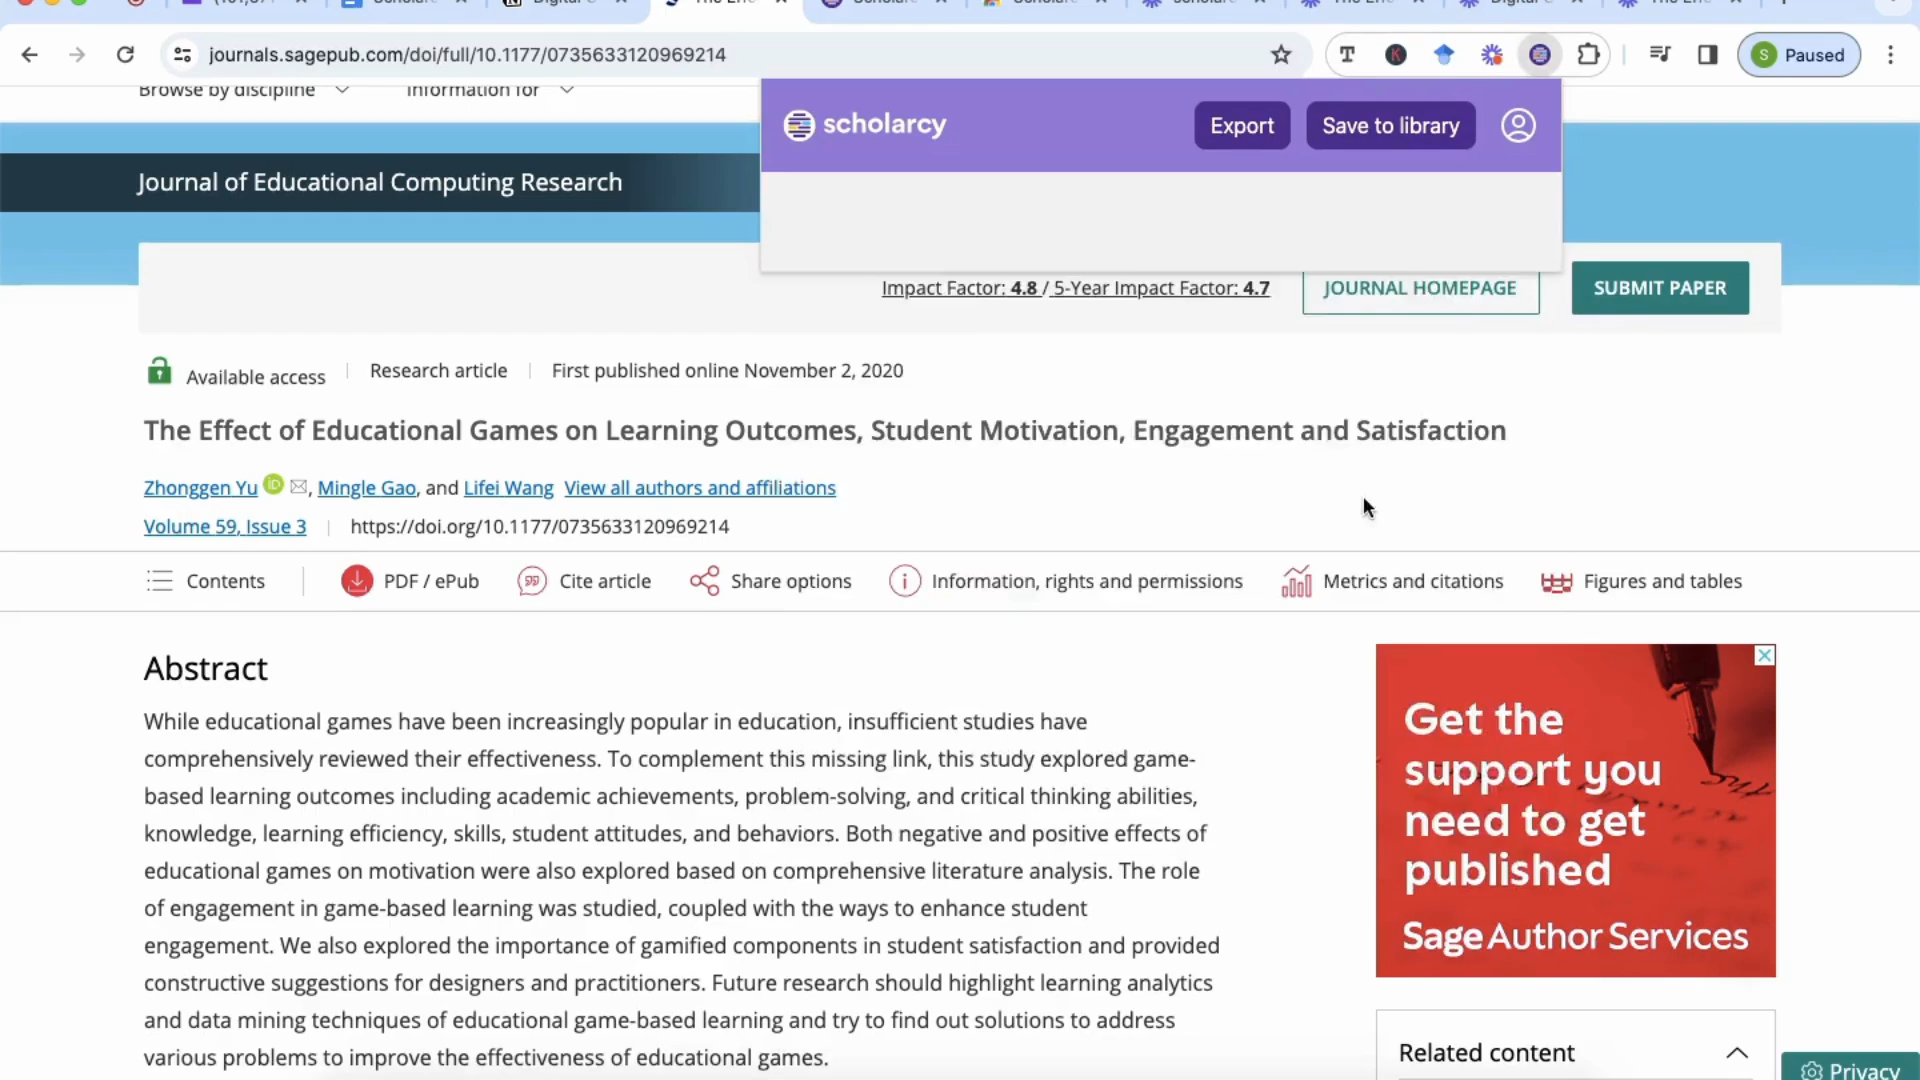 journals.sagepub.com/doi/full/10.1177/0735633120969214
T
K
S Paused
Browse by discipline
Information for
scholarcy
Export
Save to library
Journal of Educational Computing Research
Impact Factor: 4.8 / 5-Year Impact Factor: 4.7
JOURNAL HOMEPAGE
SUBMIT PAPER
Available access
Research article
First published online November 2, 2020
The Effect of Educational Games on Learning Outcomes, Student Motivation, Engagement and Satisfaction
Zhonggen Yu iD, Mingle Gao, and Lifei Wang View all authors and affiliations
Volume 59, Issue 3
https://doi.org/10.1177/0735633120969214
Contents
PDF / ePub
Cite article
Share options
Information, rights and permissions
Metrics and citations
Figures and tables
Abstract
While educational games have been increasingly popular in education, insufficient studies have
comprehensively reviewed their effectiveness. To complement this missing link, this study explored game-
based learning outcomes including academic achievements, problem-solving, and critical thinking abilities,
knowledge, learning efficiency, skills, student attitudes, and behaviors. Both negative and positive effects of
educational games on motivation were also explored based on comprehensive literature analysis. The role
of engagement in game-based learning was studied, coupled with the ways to enhance student
engagement. We also explored the importance of gamified components in student satisfaction and provided
constructive suggestions for designers and practitioners. Future research should highlight learning analytics
and data mining techniques of educational game-based learning and try to find out solutions to address
various problems to improve the effectiveness of educational games.
Get the
support you
need to get
published
Sage Author Services
Related content
Privacy